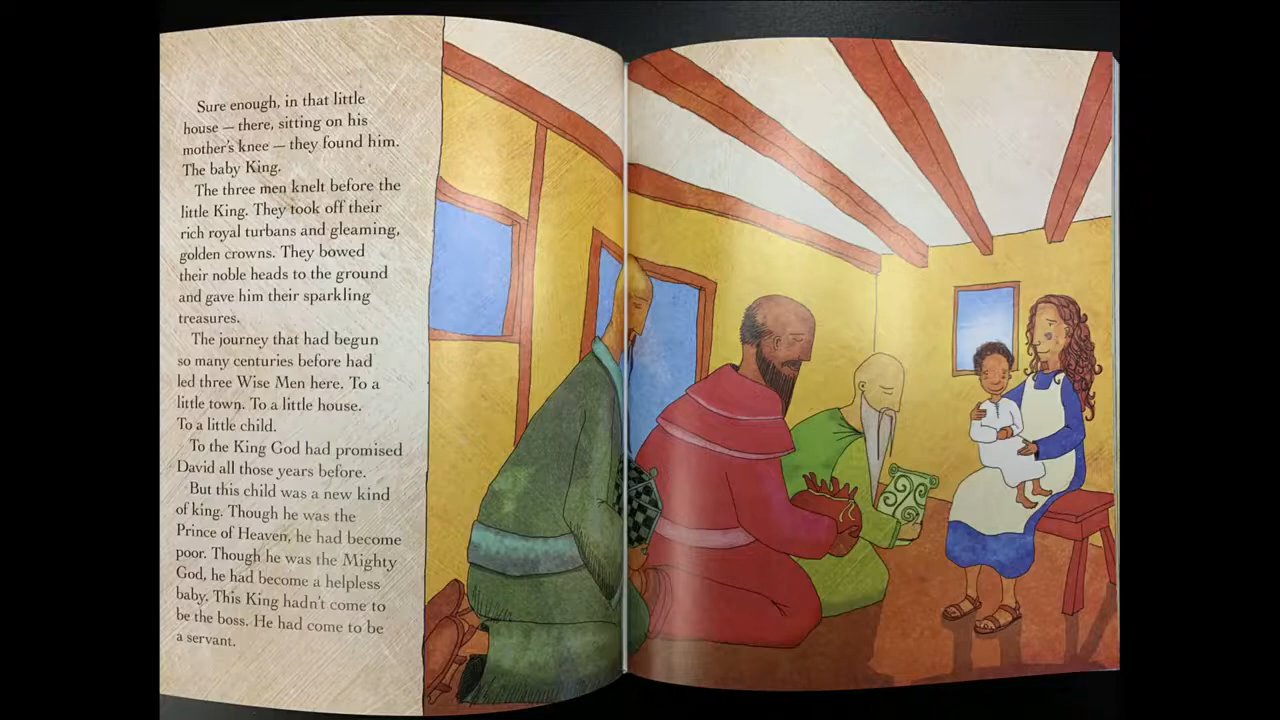 Sure enough, in that little
house — there, sitting on his
mother's knee — they found him.
The baby King.
The three men knelt before the
little King. They took off their
rich royal turbans and gleaming,
golden crowns. They bowed
their noble heads to the ground
and gave him their sparkling
treasures.
The journey that had begun
so many centuries before had
led three Wise Men here. To a
little town. To a little house.
To a little child.
To the King God had promised
David all those years before.
But this child was a new kind
of king. Though he was the
Prince of Heaven, he had become
poor. Though he was the Mighty
God, he had become a helpless
baby. This King hadn't come to
be the boss. He had come to be
a servant.